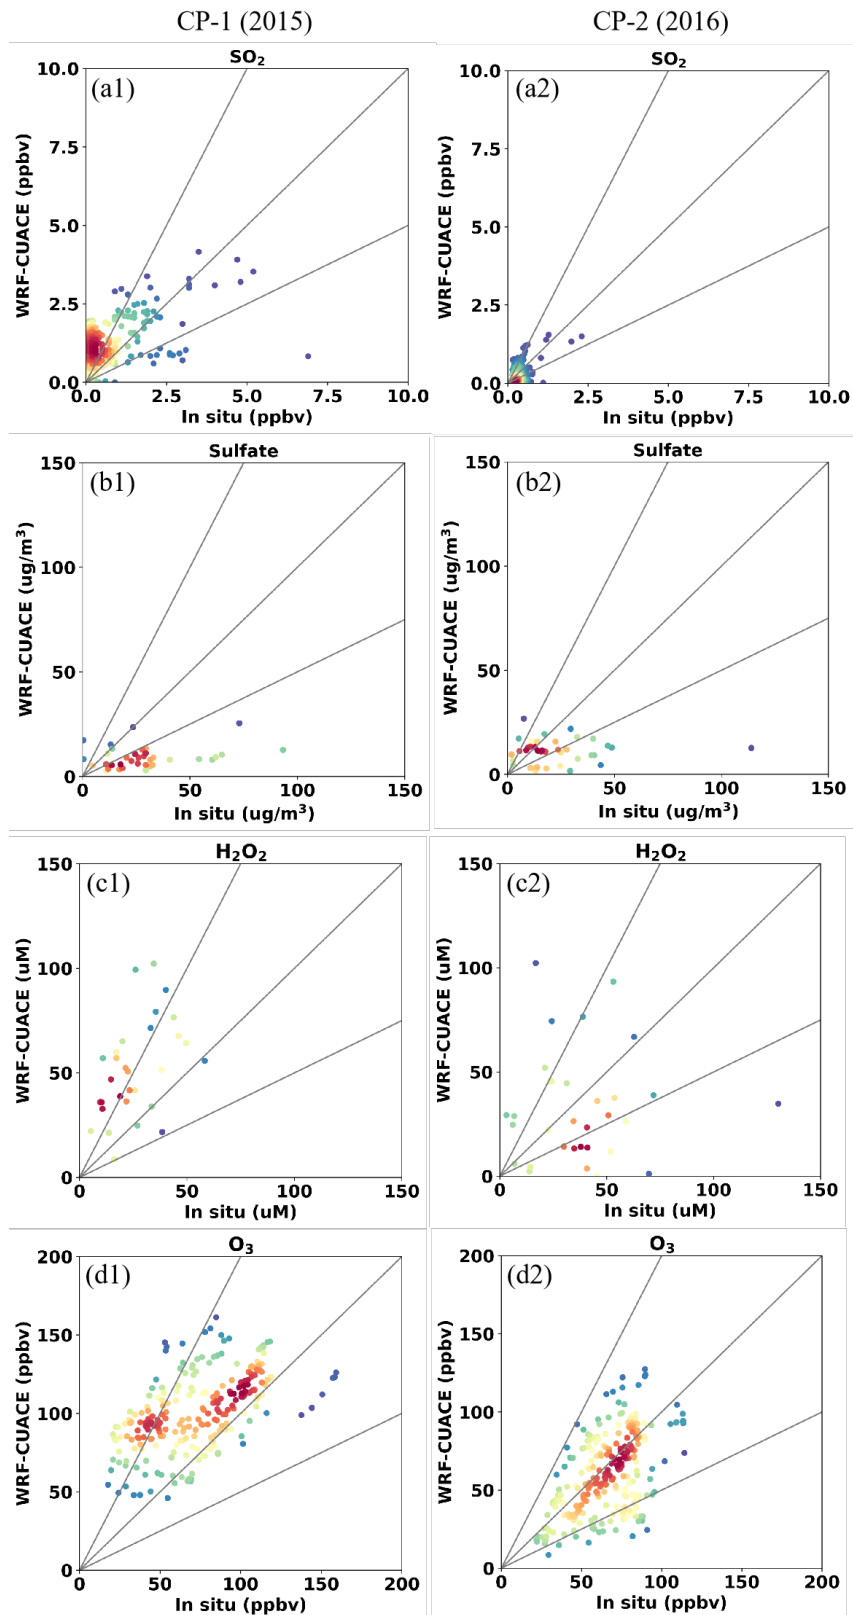 CP-1 (2015)
CP-2 (2016)
SO₂
(a1)
WRF-CUACE (ppbv)
10.0
7.5
5.0
2.5
0.0
0.0 2.5 5.0 7.5 10.0
In situ (ppbv)
SO₂
(a2)
WRF-CUACE (ppbv)
10.0
7.5
5.0
2.5
0.0
0.0 2.5 5.0 7.5 10.0
In situ (ppbv)
Sulfate
(b1)
WRF-CUACE (ug/m³)
150
100
50
0
0 50 100 150
In situ (ug/m³)
Sulfate
(b2)
WRF-CUACE (ug/m³)
150
100
50
0
0 50 100 150
In situ (ug/m³)
H₂O₂
(c1)
WRF-CUACE (uM)
150
100
50
0
0 50 100 150
In situ (uM)
H₂O₂
(c2)
WRF-CUACE (uM)
150
100
50
0
0 50 100 150
In situ (uM)
O₃
(d1)
WRF-CUACE (ppbv)
200
150
100
50
0
0 50 100 150 200
In situ (ppbv)
O₃
(d2)
WRF-CUACE (ppbv)
200
150
100
50
0
0 50 100 150 200
In situ (ppbv)